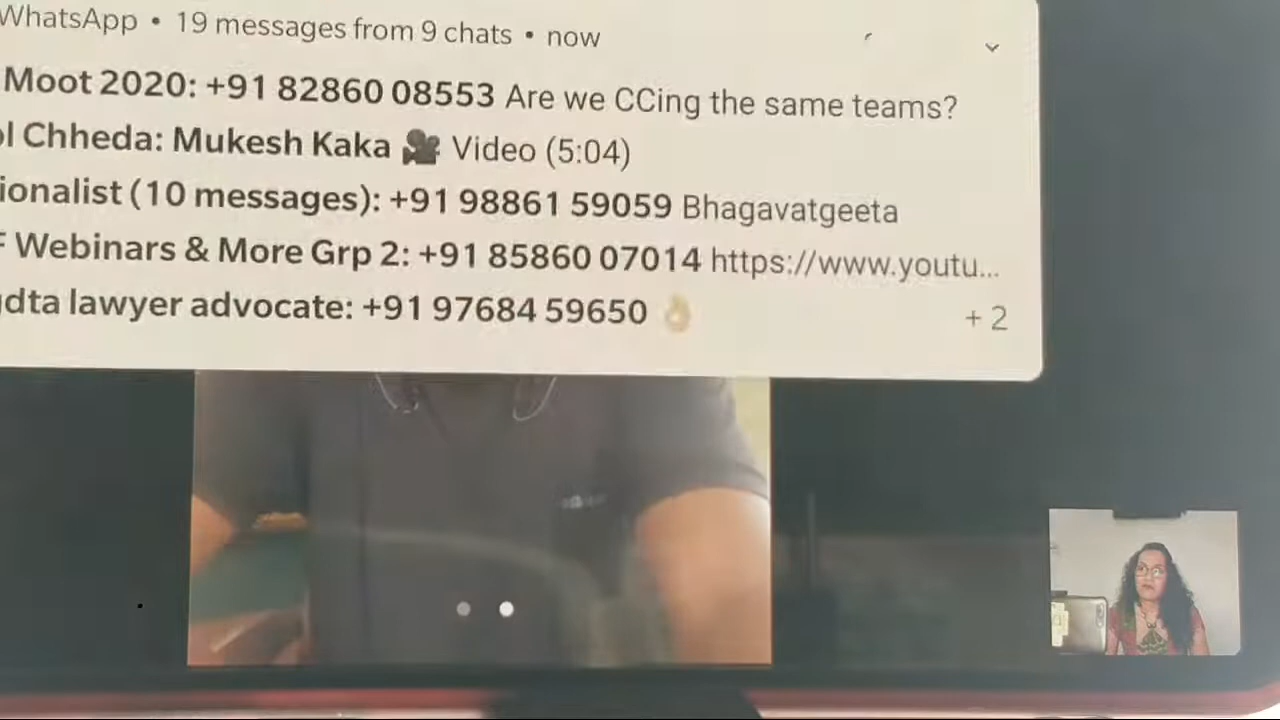 WhatsApp • 19 messages from 9 chats • now
Moot 2020: +91 82860 08553 Are we CCing the same teams?
Chheda: Mukesh Kaka 🎥 Video (5:04)
(10 messages): +91 98861 59059 Bhagavatgeeta
Webinars & More Grp 2: +91 85860 07014 https://www.youtu...
lawyer advocate: +91 97684 59650 👌🏼
+ 2